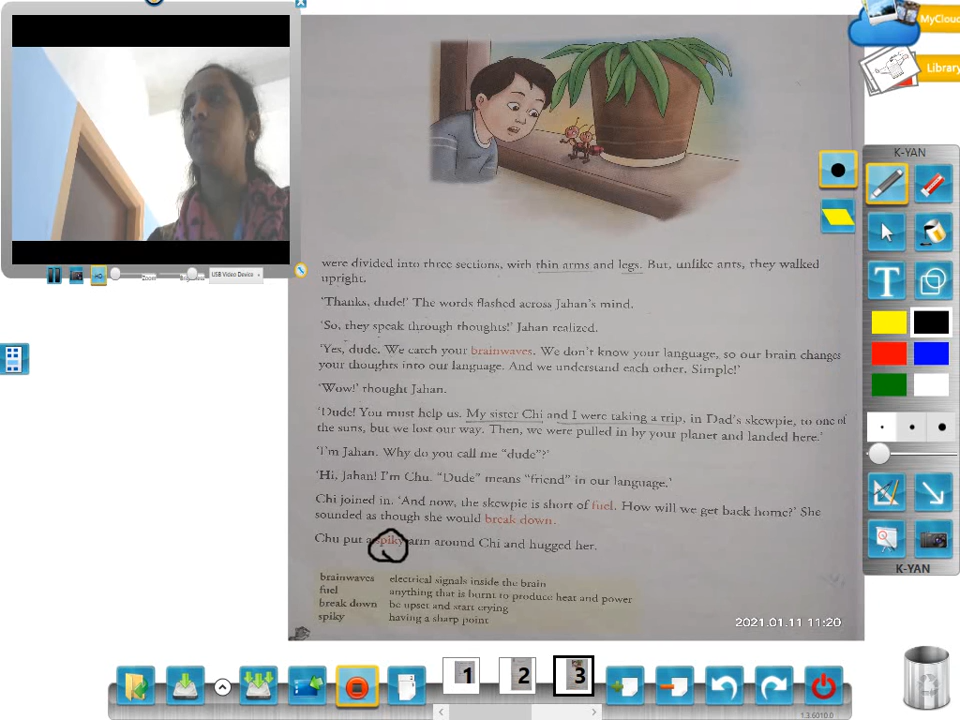 MyCloud
Library
K-YAN
USB Video Device
were divided into three sections, with thin arms and legs. But, unlike ants, they walked
upright.
'Thanks, dude!' The words flashed across Jahan's mind.
'So, they speak through thoughts!' Jahan realized.
'Yes, dude. We catch your brainwaves. We don't know your language, so our brain changes
your thoughts into our language. And we understand each other. Simple!'
'Wow!' thought Jahan.
'Dude! You must help us. My sister Chi and I were taking a trip, in Dad's skewpie, to one of
the suns, but we lost our way. Then, we were pulled in by your planet and landed here.'
'I'm Jahan. Why do you call me "dude"?'
'Hi, Jahan! I'm Chu. "Dude" means "friend" in our language.'
Chi joined in. 'And now, the skewpie is short of fuel. How will we get back home?' She
sounded as though she would break down.
Chu put a spiky arm around Chi and hugged her.
brainwaves electrical signals inside the brain
fuel anything that is burnt to produce heat and power
break down be upset and start crying
spiky having a sharp point
2021.01.11 11:20
T
K-YAN
1 2 3
1.3.6010.0